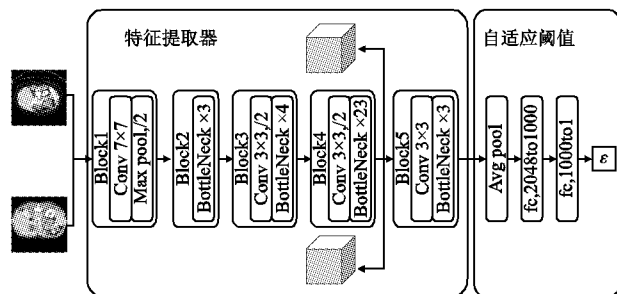 特征提取器
自适应阈值
Block1
Conv 7×7
Max pool,/2
Block2
BottleNeck ×3
Block3
Conv 3×3,/2
BottleNeck ×4
Block4
Conv 3×3,/2
BottleNeck ×23
Block5
Conv 3×3
BottleNeck ×3
Avg pool
fc,2048to1000
fc,1000to1
ε